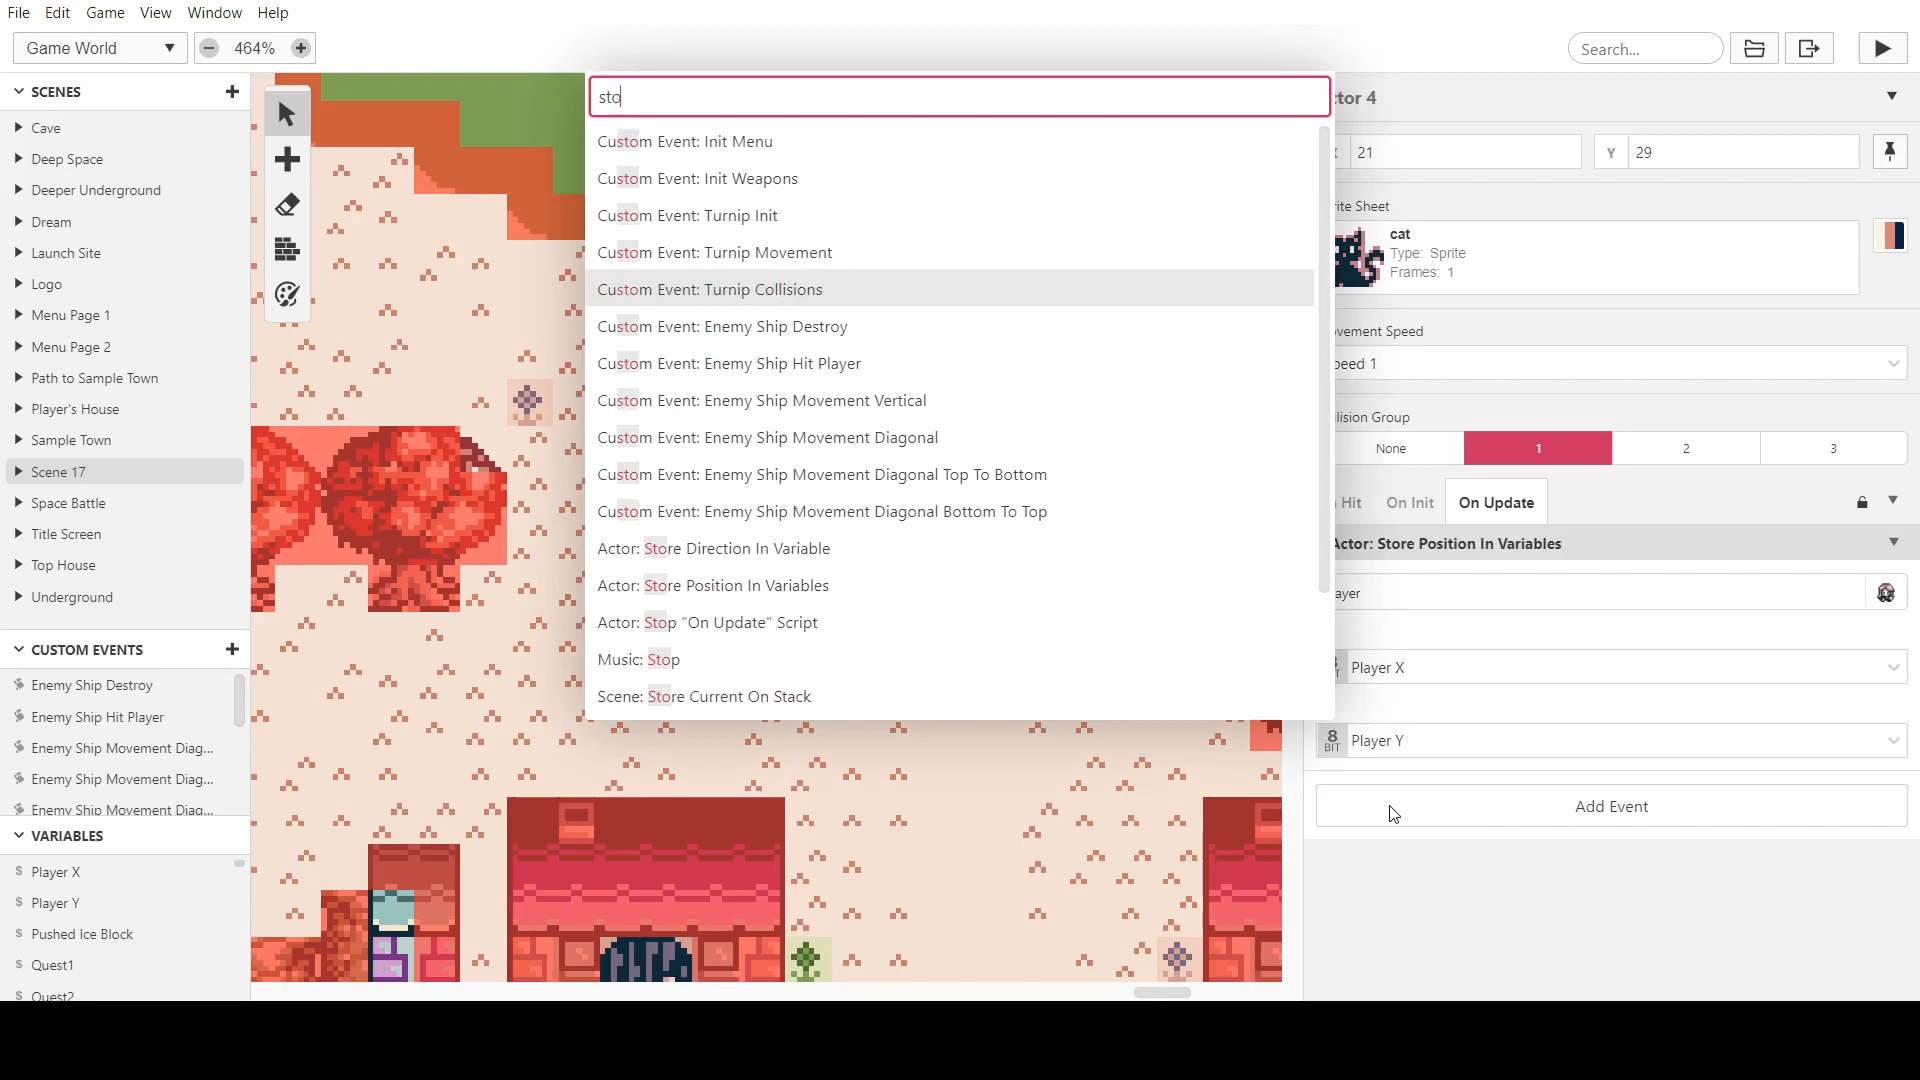 File Edit Game View Window Help
Game World 464% Search...
SCENES
Cave
Deep Space
Deeper Underground
Dream
Launch Site
Logo
Menu Page 1
Menu Page 2
Path to Sample Town
Player's House
Sample Town
Scene 17
Space Battle
Title Screen
Top House
Underground
CUSTOM EVENTS
Enemy Ship Destroy
Enemy Ship Hit Player
Enemy Ship Movement Diag...
Enemy Ship Movement Diag...
Enemy Ship Movement Diag...
VARIABLES
$ Player X
$ Player Y
$ Pushed Ice Block
$ Quest1
$ Quest2
sto
Custom Event: Init Menu
Custom Event: Init Weapons
Custom Event: Turnip Init
Custom Event: Turnip Movement
Custom Event: Turnip Collisions
Custom Event: Enemy Ship Destroy
Custom Event: Enemy Ship Hit Player
Custom Event: Enemy Ship Movement Vertical
Custom Event: Enemy Ship Movement Diagonal
Custom Event: Enemy Ship Movement Diagonal Top To Bottom
Custom Event: Enemy Ship Movement Diagonal Bottom To Top
Actor: Store Direction In Variable
Actor: Store Position In Variables
Actor: Stop "On Update" Script
Music: Stop
Scene: Store Current On Stack
tor 4
21 Y 29
ite Sheet
cat
Type: Sprite
Frames: 1
vement Speed
peed 1
lision Group
None 1 2 3
Hit On Init On Update
Actor: Store Position In Variables
ayer
Player X
8 BIT Player Y
Add Event